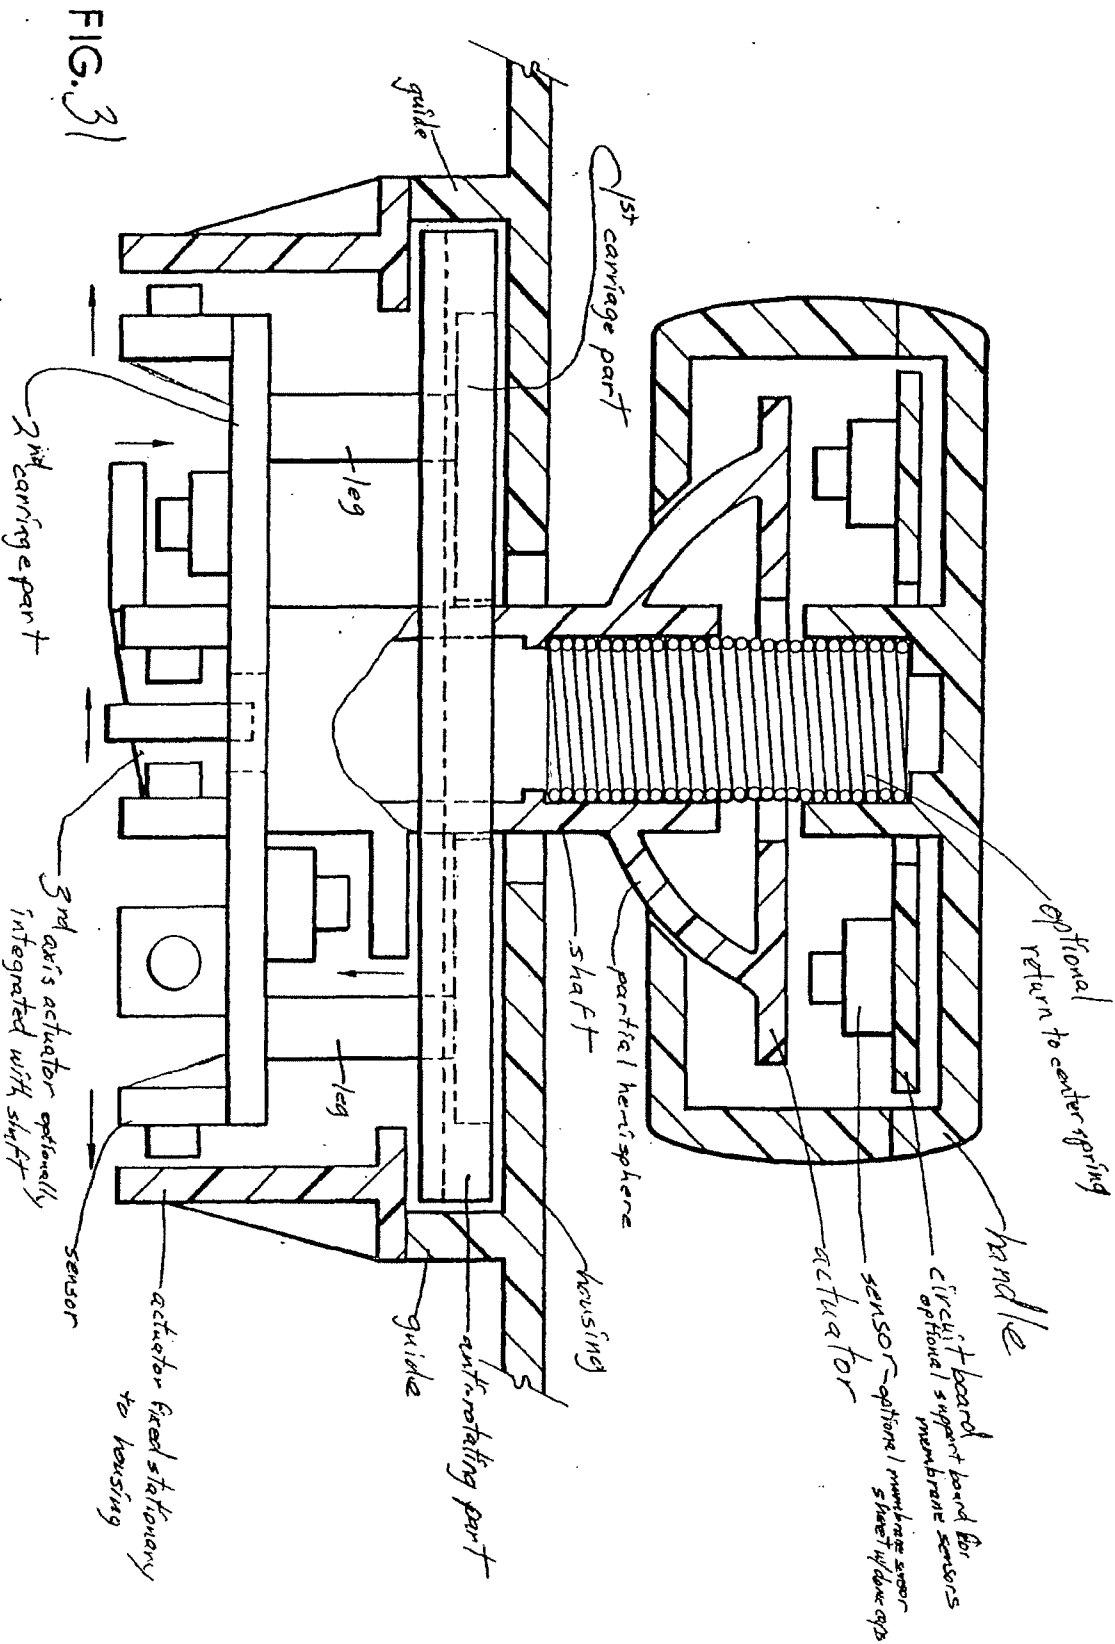 FIG. 31
handle
circuit board
optional support board for
membrane sensors
sensor - optional membrane sensor
sheet w/dome caps
actuator
optional
return to center spring
housing
partial hemisphere
shaft
1st carriage part
guide
anti-rotating part
guide
leg
leg
actuator fixed stationary
to housing
sensor
3rd axis actuator optionally
integrated with shaft
2nd carriage part